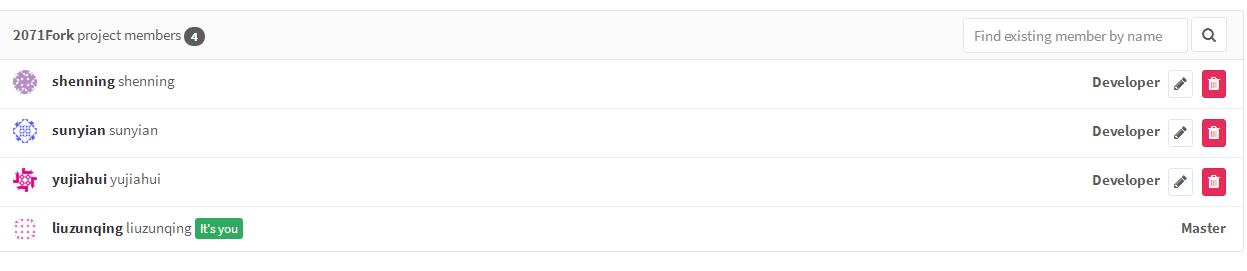 2071Fork project members 4
Find existing member by name
shenning shenning Developer
sunyian sunyian Developer
yujiahui yujiahui Developer
liuzunqing liuzunqing It's you Master